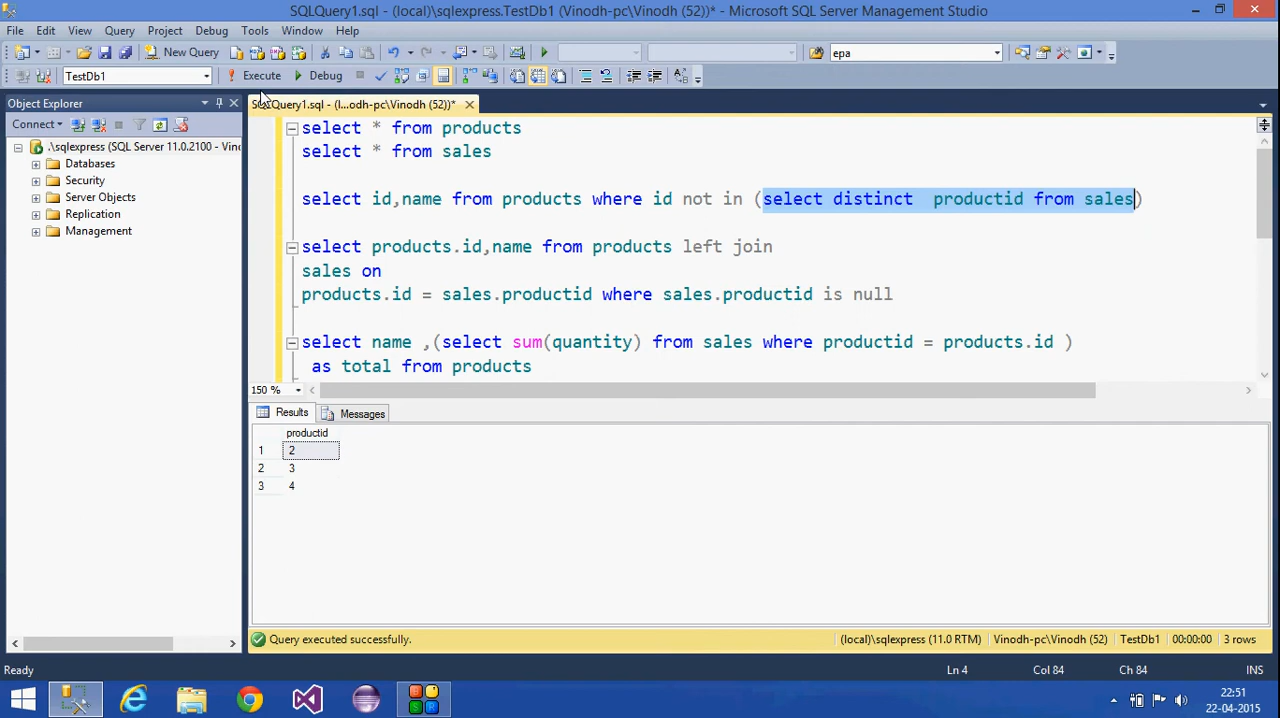 SQLQuery1.sql - (local)\sqlexpress.TestDb1 (Vinodh-pc\Vinodh (52))* - Microsoft SQL Server Management Studio
File Edit View Query Project Debug Tools Window Help
New Query epa
TestDb1 Execute Debug
Object Explorer
SQLQuery1.sql - (l...odh-pc\Vinodh (52))*
Connect
.\sqlexpress (SQL Server 11.0.2100 - Vino
Databases
Security
Server Objects
Replication
Management
select * from products
select * from sales
select id,name from products where id not in (select distinct  productid from sales)
select products.id,name from products left join
sales on
products.id = sales.productid where sales.productid is null
select name ,(select sum(quantity) from sales where productid = products.id )
as total from products
150 %
Results Messages
productid
1 2
2 3
3 4
Query executed successfully. (local)\sqlexpress (11.0 RTM) Vinodh-pc\Vinodh (52) TestDb1 00:00:00 3 rows
Ready Ln 4 Col 84 Ch 84 INS
22:51
22-04-2015